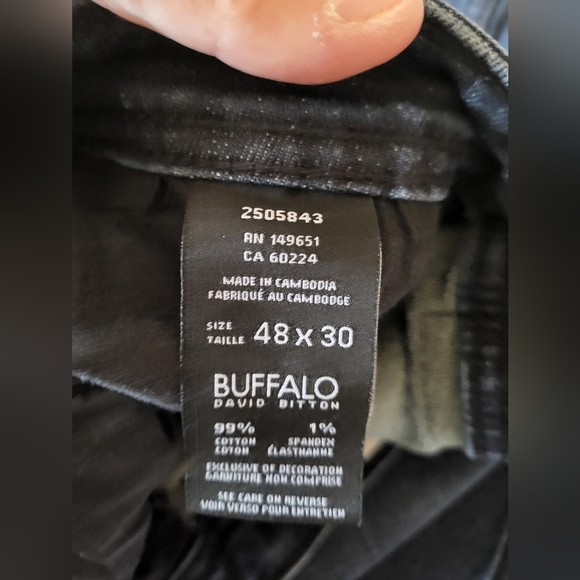 2505843
RN 149651
CA 60224
MADE IN CAMBODIA
FABRIQUÉ AU CAMBODGE
SIZE
TAILLE 48 X 30
BUFFALO
DAVID BITTON
99% 1%
COTTON SPANDEX
COTON ÉLASTHANNE
EXCLUSIVE OF DECORATION
GARNITURE NON COMPRISE
SEE CARE ON REVERSE
VOIR VERSO POUR ENTRETIEN